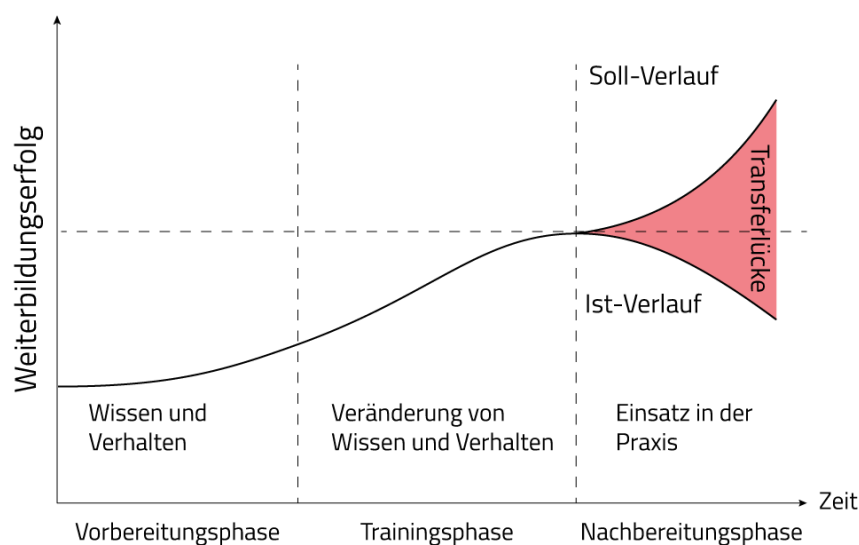 Weiterbildungserfolg
Soll-Verlauf
Transferlücke
Ist-Verlauf
Wissen und
Verhalten
Veränderung von
Wissen und Verhalten
Einsatz in der
Praxis
Zeit
Vorbereitungsphase
Trainingsphase
Nachbereitungsphase